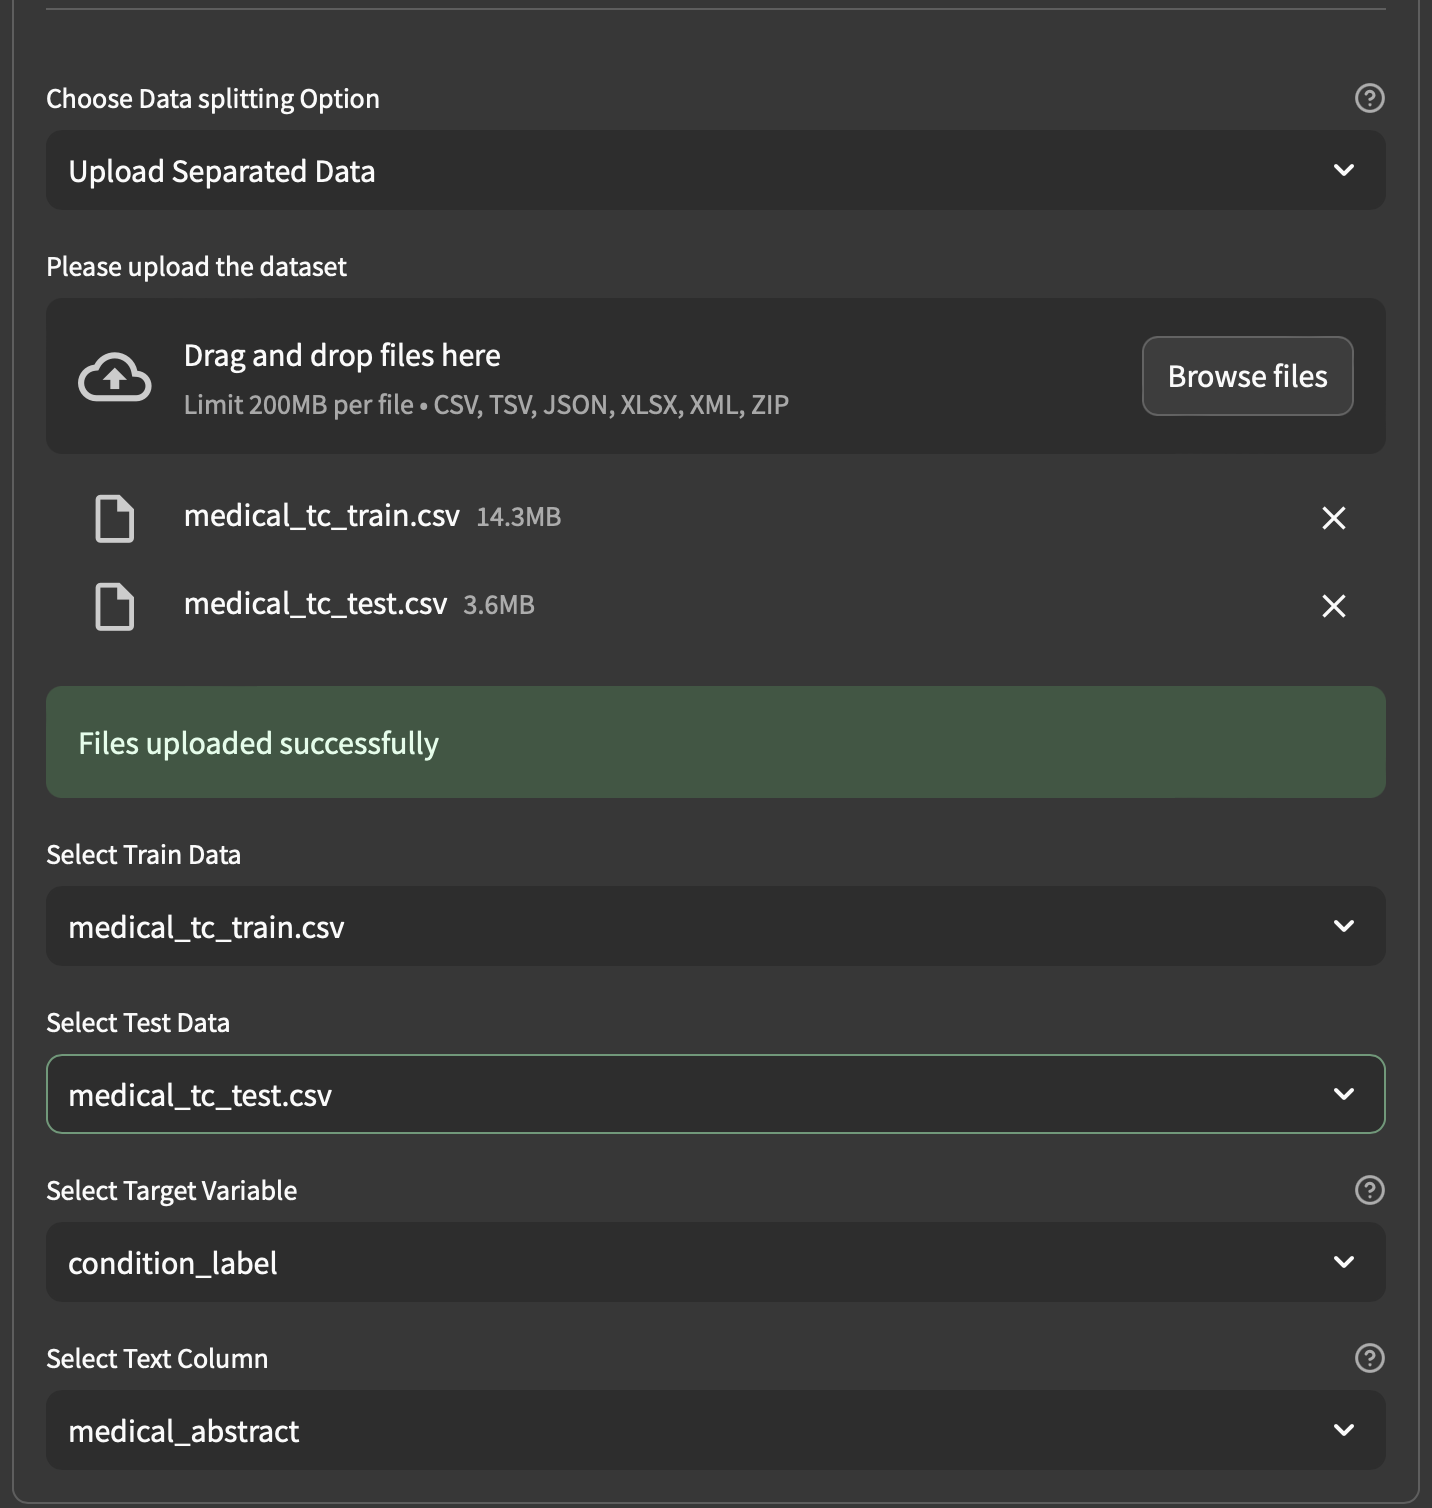 Choose Data splitting Option
Upload Separated Data
Please upload the dataset
Drag and drop files here
Limit 200MB per file • CSV, TSV, JSON, XLSX, XML, ZIP
Browse files
medical_tc_train.csv 14.3MB
medical_tc_test.csv 3.6MB
Files uploaded successfully
Select Train Data
medical_tc_train.csv
Select Test Data
medical_tc_test.csv
Select Target Variable
condition_label
Select Text Column
medical_abstract